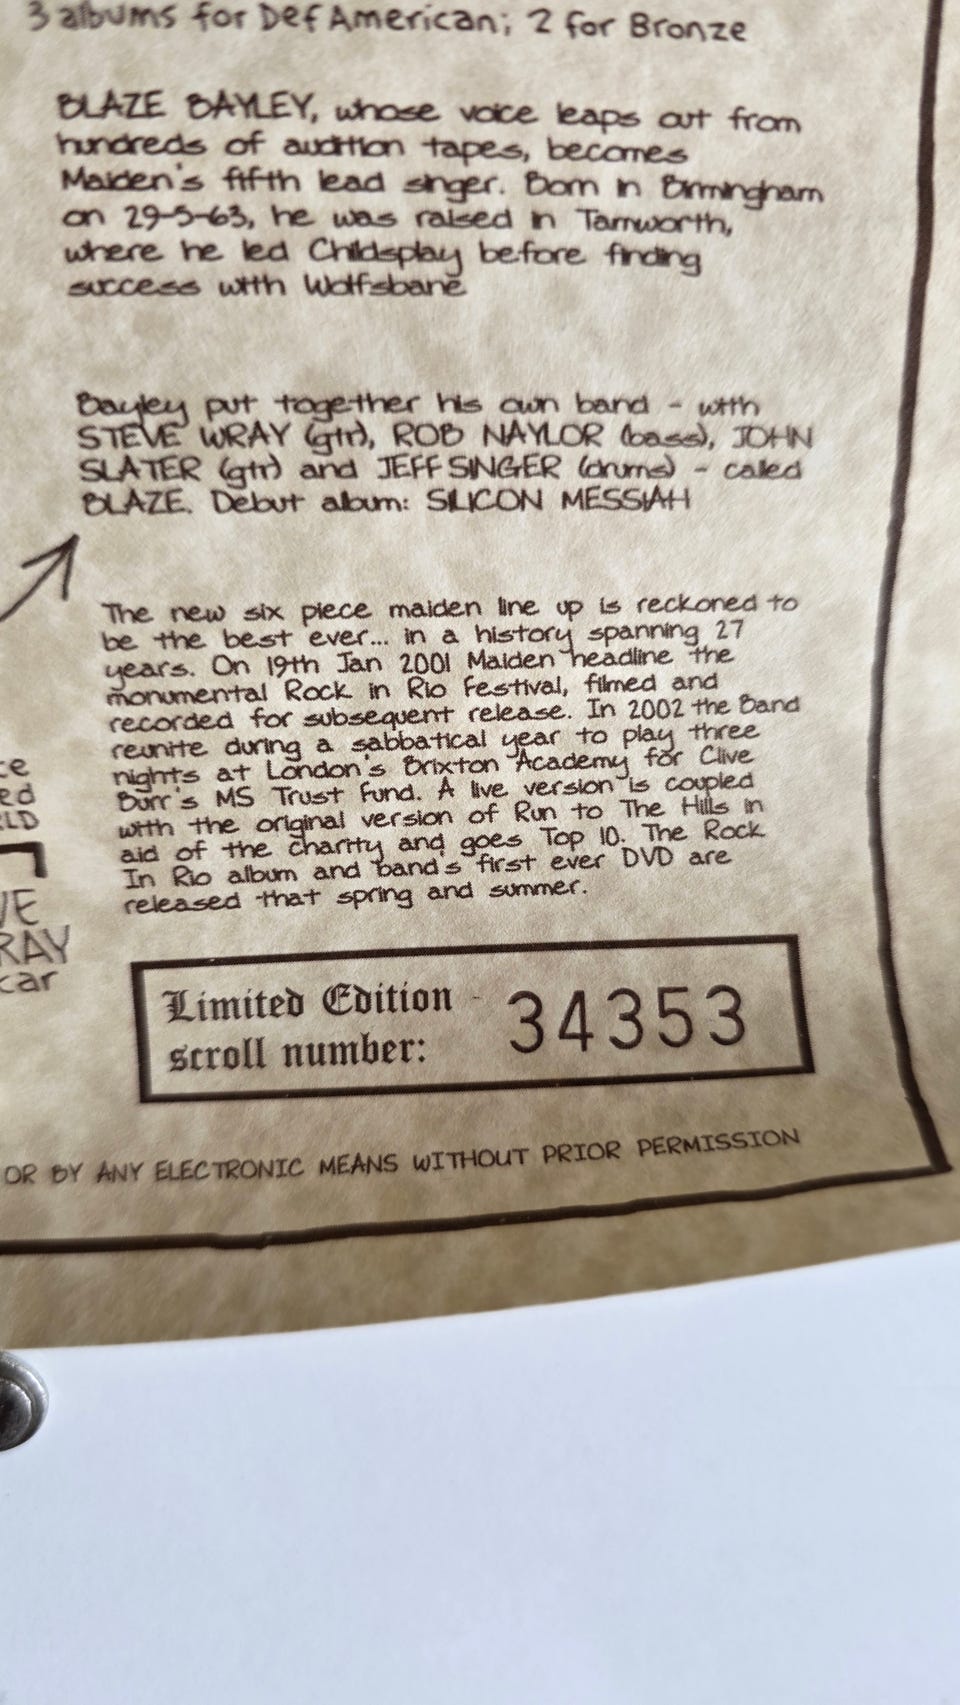 3 albums for Def American; 2 for Bronze
BLAZE BAYLEY, whose voice leaps out from
hundreds of audition tapes, becomes
Maiden's fifth lead singer. Born in Birmingham
on 29-5-63, he was raised in Tamworth,
where he led Childsplay before finding
success with Wolfsbane
Bayley put together his own band - with
STEVE WRAY (gtr), ROB NAYLOR (bass), JOHN
SLATER (gtr) and JEFF SINGER (drums) - called
BLAZE. Debut album: SILICON MESSIAH
The new six piece maiden line up is reckoned to
be the best ever... in a history spanning 27
years. On 19th Jan 2001 Maiden headline the
monumental Rock in Rio Festival, filmed and
recorded for subsequent release. In 2002 the Band
reunite during a sabbatical year to play three
nights at London's Brixton Academy for Clive
Burr's MS Trust Fund. A live version is coupled
with the original version of Run to The Hills in
aid of the charity and goes Top 10. The Rock
In Rio album and band's first ever DVD are
released that spring and summer.
Limited Edition
scroll number: 34353
OR BY ANY ELECTRONIC MEANS WITHOUT PRIOR PERMISSION